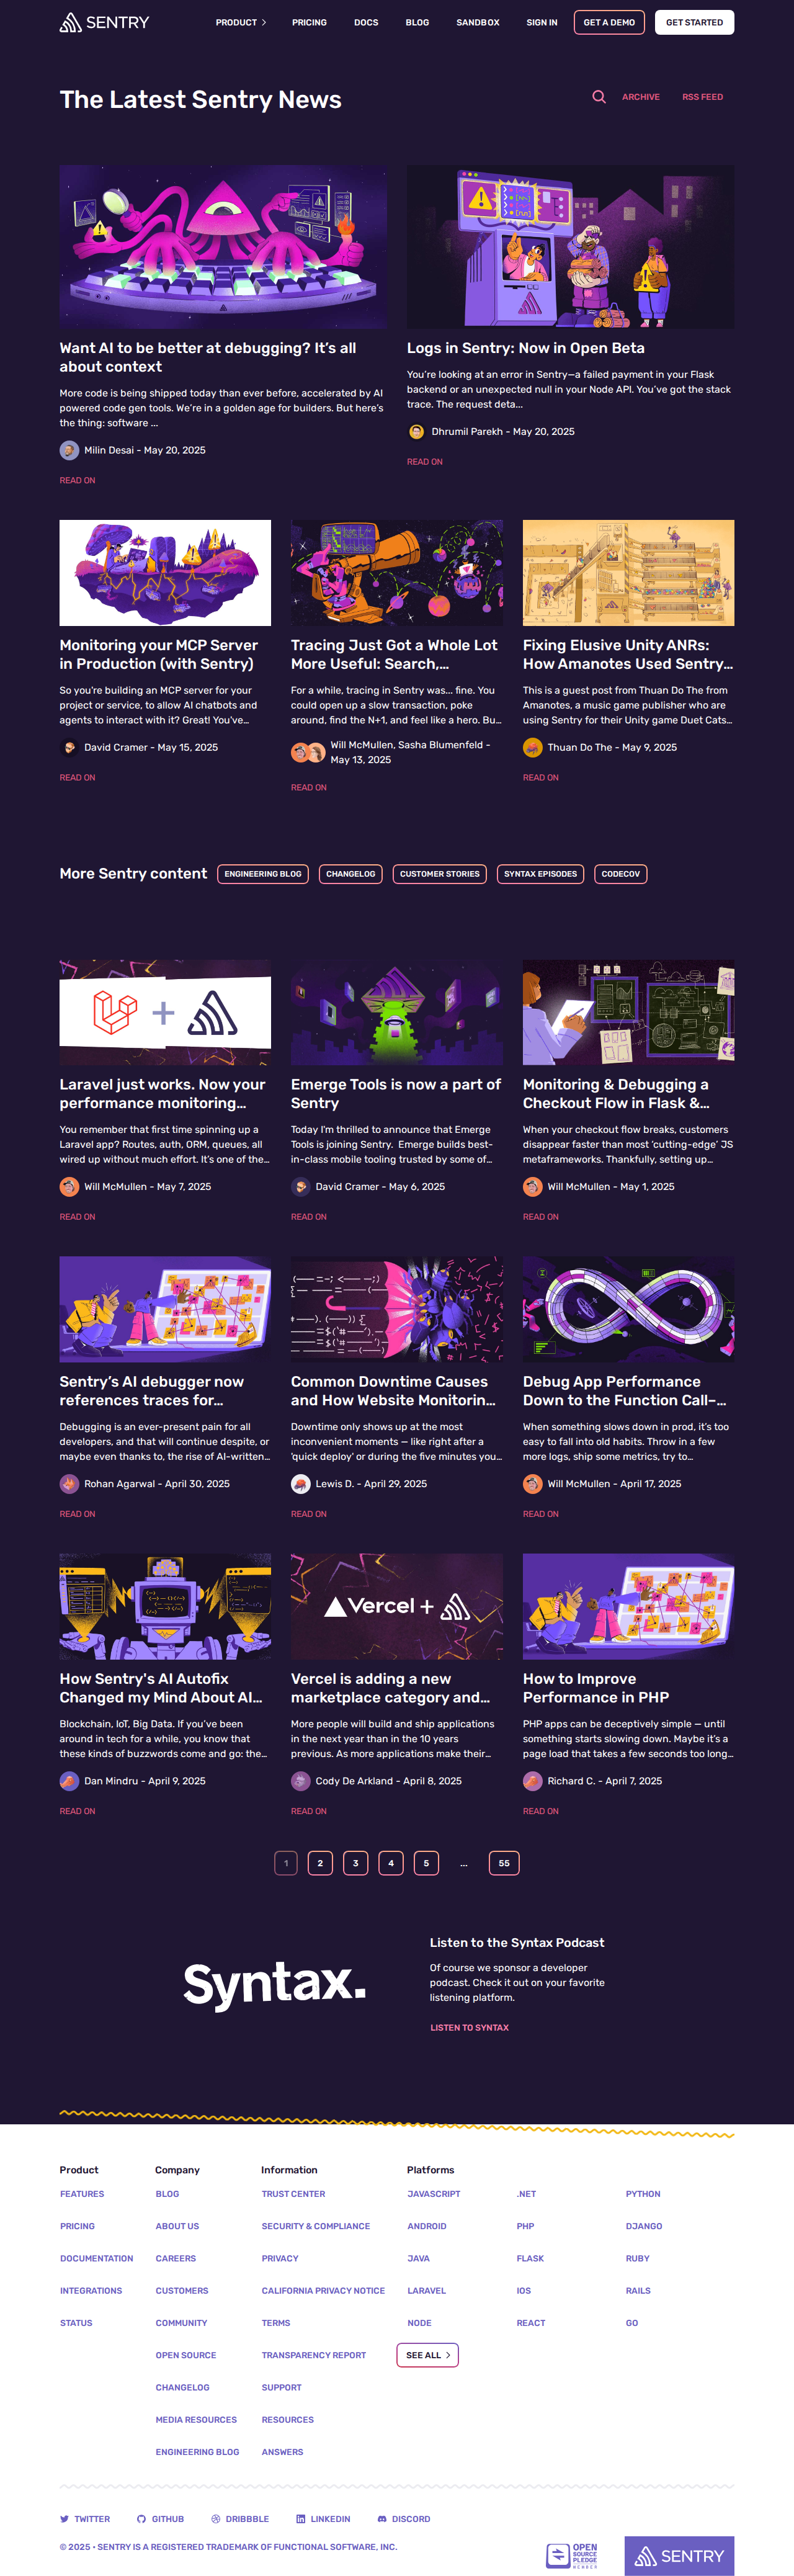 SENTRY
PRODUCT
PRICING
DOCS
BLOG
SANDBOX
SIGN IN
GET A DEMO
GET STARTED
The Latest Sentry News
ARCHIVE
RSS FEED
Want AI to be better at debugging? It's all
about context
More code is being shipped today than ever before, accelerated by AI
powered code gen tools. We're in a golden age for builders. But here's
the thing: software ...
Milin Desai - May 20, 2025
READ ON
Logs in Sentry: Now in Open Beta
You're looking at an error in Sentry—a failed payment in your Flask
backend or an unexpected null in your Node API. You've got the stack
trace. The request deta...
Dhrumil Parekh - May 20, 2025
READ ON
Monitoring your MCP Server
in Production (with Sentry)
So you're building an MCP server for your
project or service, to allow AI chatbots and
agents to interact with it? Great! You've...
David Cramer - May 15, 2025
READ ON
Tracing Just Got a Whole Lot
More Useful: Search,...
For a while, tracing in Sentry was... fine. You
could open up a slow transaction, poke
around, find the N+1, and feel like a hero. Bu...
Will McMullen, Sasha Blumenfeld -
May 13, 2025
READ ON
Fixing Elusive Unity ANRs:
How Amanotes Used Sentry...
This is a guest post from Thuan Do The from
Amanotes, a music game publisher who are
using Sentry for their Unity game Duet Cats...
Thuan Do The - May 9, 2025
READ ON
More Sentry content
ENGINEERING BLOG
CHANGELOG
CUSTOMER STORIES
SYNTAX EPISODES
CODECOV
Laravel just works. Now your
performance monitoring...
You remember that first time spinning up a
Laravel app? Routes, auth, ORM, queues, all
wired up without much effort. It's one of the...
Will McMullen - May 7, 2025
READ ON
Emerge Tools is now a part of
Sentry
Today I'm thrilled to announce that Emerge
Tools is joining Sentry. Emerge builds best-
in-class mobile tooling trusted by some of...
David Cramer - May 6, 2025
READ ON
Monitoring & Debugging a
Checkout Flow in Flask &...
When your checkout flow breaks, customers
disappear faster than most 'cutting-edge' JS
metaframeworks. Thankfully, setting up...
Will McMullen - May 1, 2025
READ ON
Sentry's AI debugger now
references traces for...
Debugging is an ever-present pain for all
developers, and that will continue despite, or
maybe even thanks to, the rise of AI-written...
Rohan Agarwal - April 30, 2025
READ ON
Common Downtime Causes
and How Website Monitorin...
Downtime only shows up at the most
inconvenient moments — like right after a
'quick deploy' or during the five minutes you...
Lewis D. - April 29, 2025
READ ON
Debug App Performance
Down to the Function Call–...
When something slows down in prod, it's too
easy to fall into old habits. Throw in a few
more logs, ship some metrics, try to...
Will McMullen - April 17, 2025
READ ON
Vercel +
How Sentry's AI Autofix
Changed my Mind About AI...
Blockchain, IoT, Big Data. If you've been
around in tech for a while, you know that
these kinds of buzzwords come and go: the...
Dan Mindru - April 9, 2025
READ ON
Vercel is adding a new
marketplace category and...
More people will build and ship applications
in the next year than in the 10 years
previous. As more applications make their...
Cody De Arkland - April 8, 2025
READ ON
How to Improve
Performance in PHP
PHP apps can be deceptively simple — until
something starts slowing down. Maybe it's a
page load that takes a few seconds too long...
Richard C. - April 7, 2025
READ ON
1
2
3
4
5
...
55
Syntax.
Listen to the Syntax Podcast
Of course we sponsor a developer
podcast. Check it out on your favorite
listening platform.
LISTEN TO SYNTAX
Product
FEATURES
PRICING
DOCUMENTATION
INTEGRATIONS
STATUS
Company
BLOG
ABOUT US
CAREERS
CUSTOMERS
COMMUNITY
OPEN SOURCE
CHANGELOG
MEDIA RESOURCES
ENGINEERING BLOG
Information
TRUST CENTER
SECURITY & COMPLIANCE
PRIVACY
CALIFORNIA PRIVACY NOTICE
TERMS
TRANSPARENCY REPORT
SUPPORT
RESOURCES
ANSWERS
Platforms
JAVASCRIPT
ANDROID
JAVA
LARAVEL
NODE
SEE ALL
.NET
PHP
FLASK
IOS
REACT
PYTHON
DJANGO
RUBY
RAILS
GO
TWITTER
GITHUB
DRIBBBLE
LINKEDIN
DISCORD
© 2025 • SENTRY IS A REGISTERED TRADEMARK OF FUNCTIONAL SOFTWARE, INC.
OPEN
SOURCE
PLEDGE
MEMBER
SENTRY